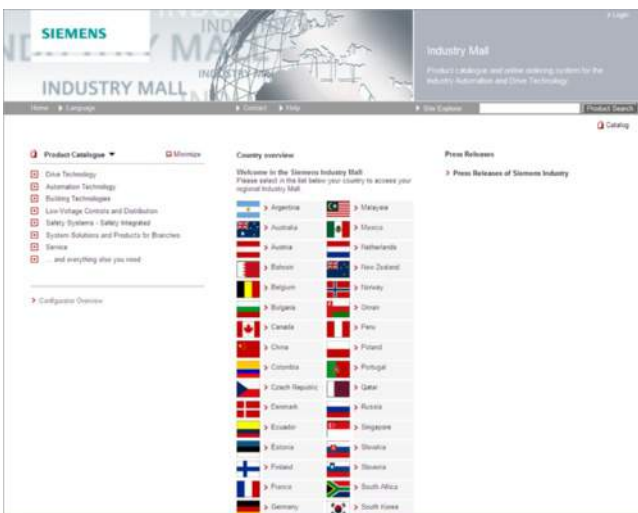 SIEMENS
INDUSTRY MALL
Login
Industry Mall
Product catalogue and online ordering system for the
Industry Automation and Drive Technology
Home
Language
Contact
Help
Site Explorer
Product Search
Catalog
Product Catalogue
Minimize
Drive Technology
Automation Technology
Building Technologies
Low-Voltage Controls and Distribution
Safety Systems - Safety Integrated
System Solutions and Products for Branches
Service
... and everything else you need
Configurator Overview
Country overview
Welcome in the Siemens Industry Mall
Please select in the list below your country to access your
regional Industry Mall
Argentina
Malaysia
Australia
Mexico
Austria
Netherlands
Bahrain
New Zealand
Belgium
Norway
Bulgaria
Oman
Canada
Peru
China
Poland
Colombia
Portugal
Czech Republic
Qatar
Denmark
Russia
Ecuador
Singapore
Estonia
Slovakia
Finland
Slovenia
France
South Africa
Germany
South Korea
Press Releases
Press Releases of Siemens Industry